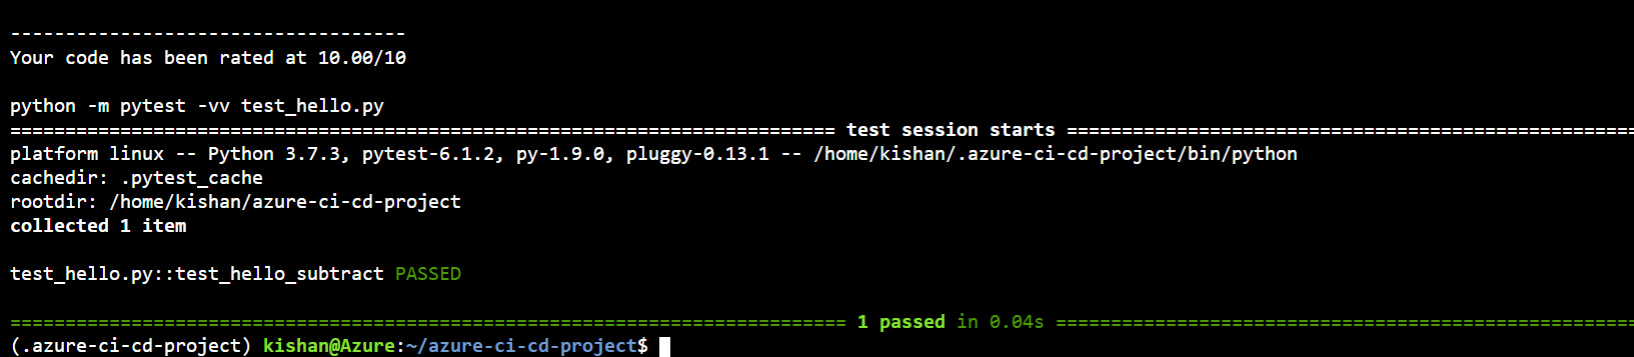 ------------------------------------
Your code has been rated at 10.00/10
python -m pytest -vv test_hello.py
=========================================================================== test session starts ====================================================
platform linux -- Python 3.7.3, pytest-6.1.2, py-1.9.0, pluggy-0.13.1 -- /home/kishan/.azure-ci-cd-project/bin/python
cachedir: .pytest_cache
rootdir: /home/kishan/azure-ci-cd-project
collected 1 item
test_hello.py::test_hello_subtract PASSED
============================================================================ 1 passed in 0.04s =====================================================
(.azure-ci-cd-project) kishan@Azure:~/azure-ci-cd-project$